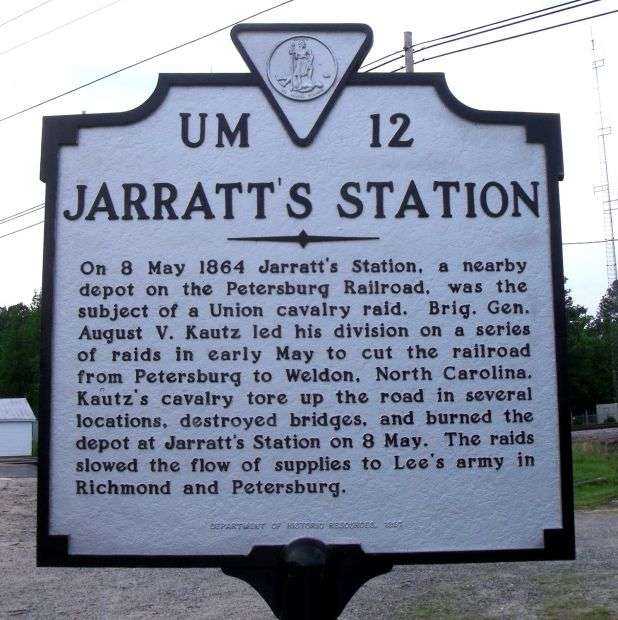 UM 12
JARRATT'S STATION
On 8 May 1864 Jarratt's Station, a nearby
depot on the Petersburg Railroad, was the
subject of a Union cavalry raid. Brig. Gen.
August V. Kautz led his division on a series
of raids in early May to cut the railroad
from Petersburg to Weldon, North Carolina.
Kautz's cavalry tore up the road in several
locations, destroyed bridges, and burned the
depot at Jarratt's Station on 8 May. The raids
slowed the flow of supplies to Lee's army in
Richmond and Petersburg.
DEPARTMENT OF HISTORIC RESOURCES,